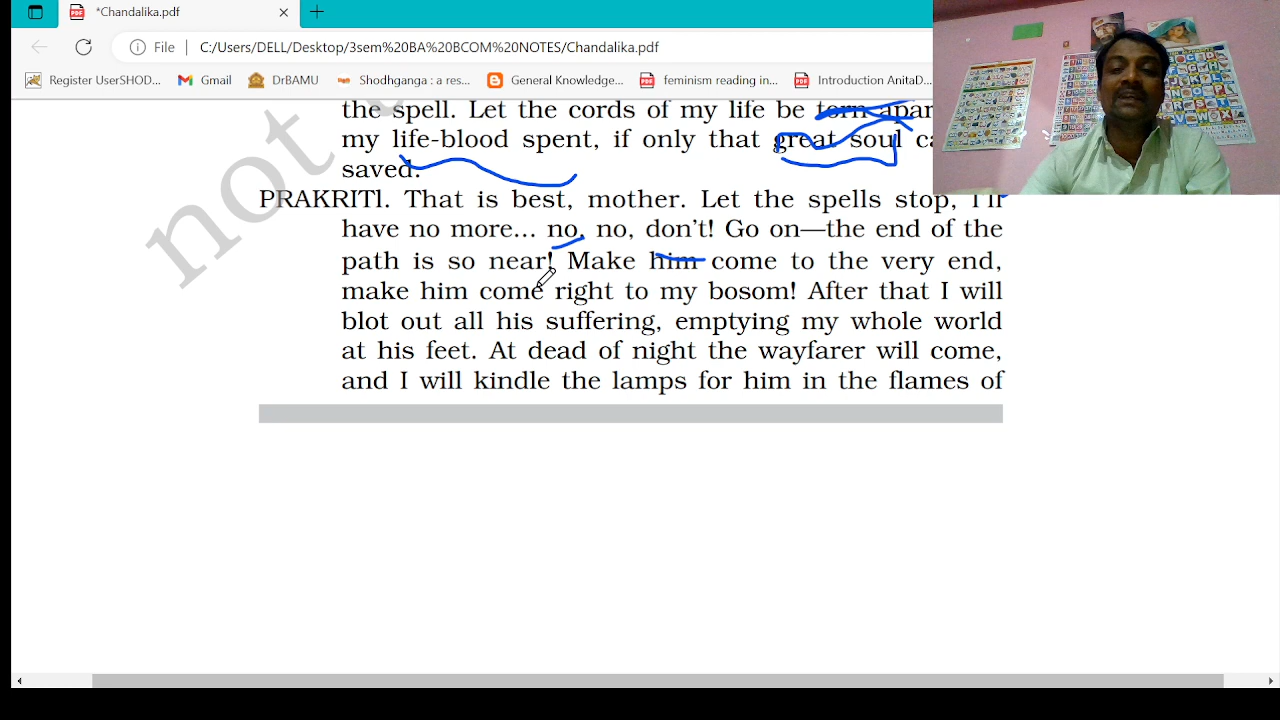 *Chandalika.pdf
File C:/Users/DELL/Desktop/3sem%20BA%20BCOM%20NOTES/Chandalika.pdf
Register UserSHOD... Gmail DrBAMU Shodhganga : a res... General Knowledge... feminism reading in... Introduction AnitaD...
the spell. Let the cords of my life be torn apar
my life-blood spent, if only that great soul ca
saved.
PRAKRITI. That is best, mother. Let the spells stop, I'll
have no more... no, no, don't! Go on—the end of the
path is so near! Make him come to the very end,
make him come right to my bosom! After that I will
blot out all his suffering, emptying my whole world
at his feet. At dead of night the wayfarer will come,
and I will kindle the lamps for him in the flames of
not